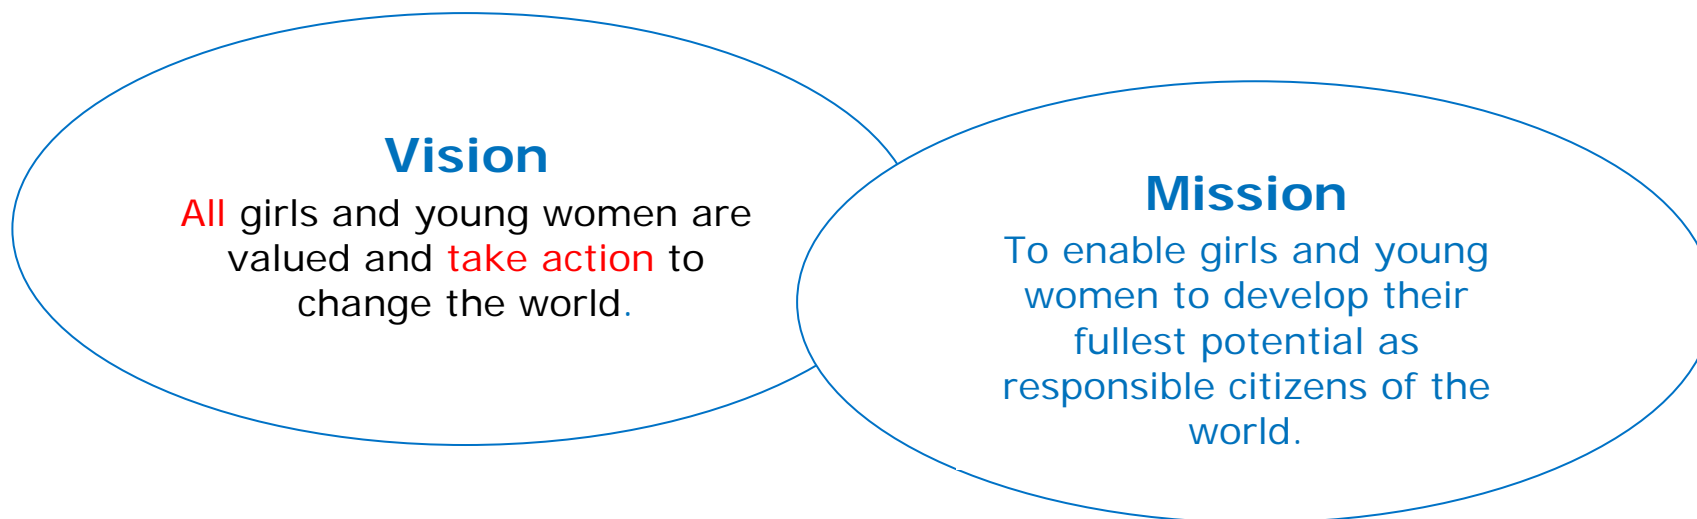 Vision
All girls and young women are
valued and take action to
change the world.
Mission
To enable girls and young
women to develop their
fullest potential as
responsible citizens of the
world.